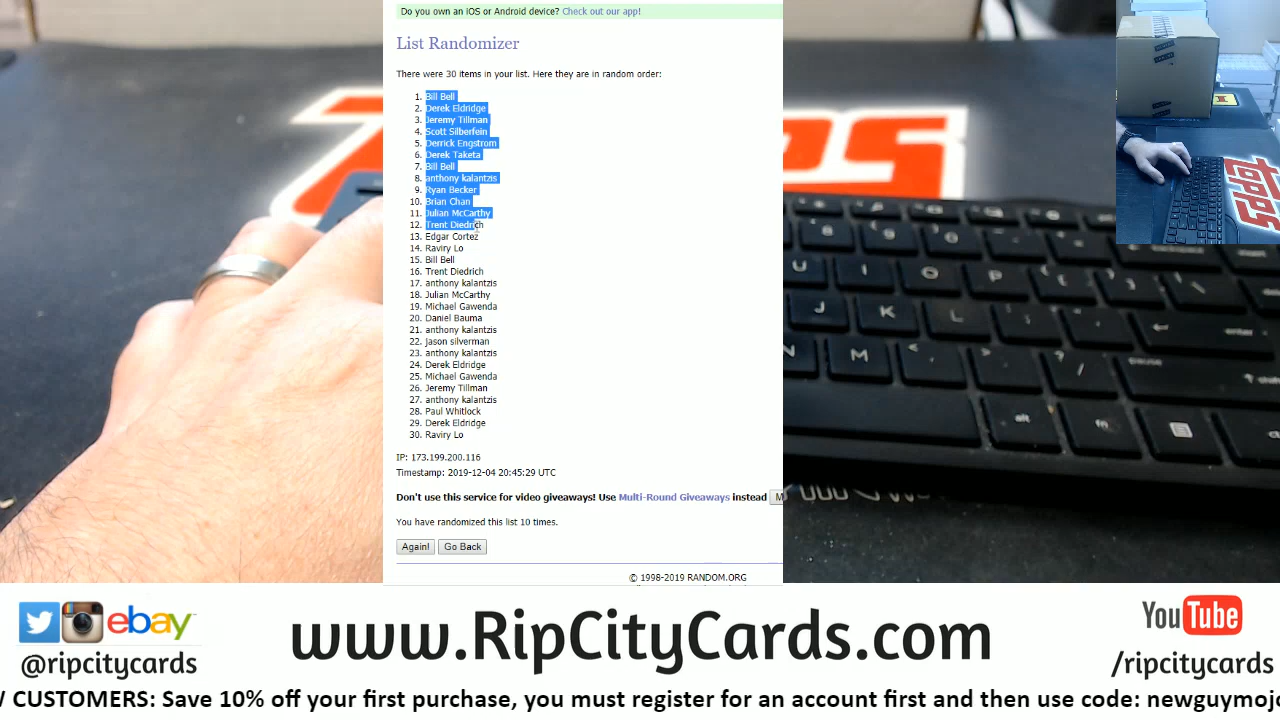 Do you own an iOS or Android device? Check out our app!
List Randomizer
There were 30 items in your list. Here they are in random order:
1. Bill Bell
2. Derek Eldridge
3. Jeremy Tillman
4. Scott Silberfein
5. Derrick Engstrom
6. Derek Taketa
7. Bill Bell
8. anthony kalantzis
9. Ryan Becker
10. Brian Chan
11. Julian McCarthy
12. Trent Diedrich
13. Edgar Cortez
14. Raviry Lo
15. Bill Bell
16. Trent Diedrich
17. anthony kalantzis
18. Julian McCarthy
19. Michael Gawenda
20. Daniel Bauma
21. anthony kalantzis
22. Jason silverman
23. anthony kalantzis
24. Derek Eldridge
25. Michael Gawenda
26. Jeremy Tillman
27. anthony kalantzis
28. Paul Whitlock
29. Derek Eldridge
30. Raviry Lo
IP: 173.199.200.116
Timestamp: 2019-12-04 20:45:29 UTC
Don't use this service for video giveaways! Use Multi-Round Giveaways instead M
You have randomized this list 10 times.
Again! Go Back
© 1998-2019 RANDOM.ORG
topps
U I O P
J K L
N M
enter
pause
alt
ebay
@ripcitycards
www.RipCityCards.com
YouTube
/ripcitycards
W CUSTOMERS: Save 10% off your first purchase, you must register for an account first and then use code: newguymojo